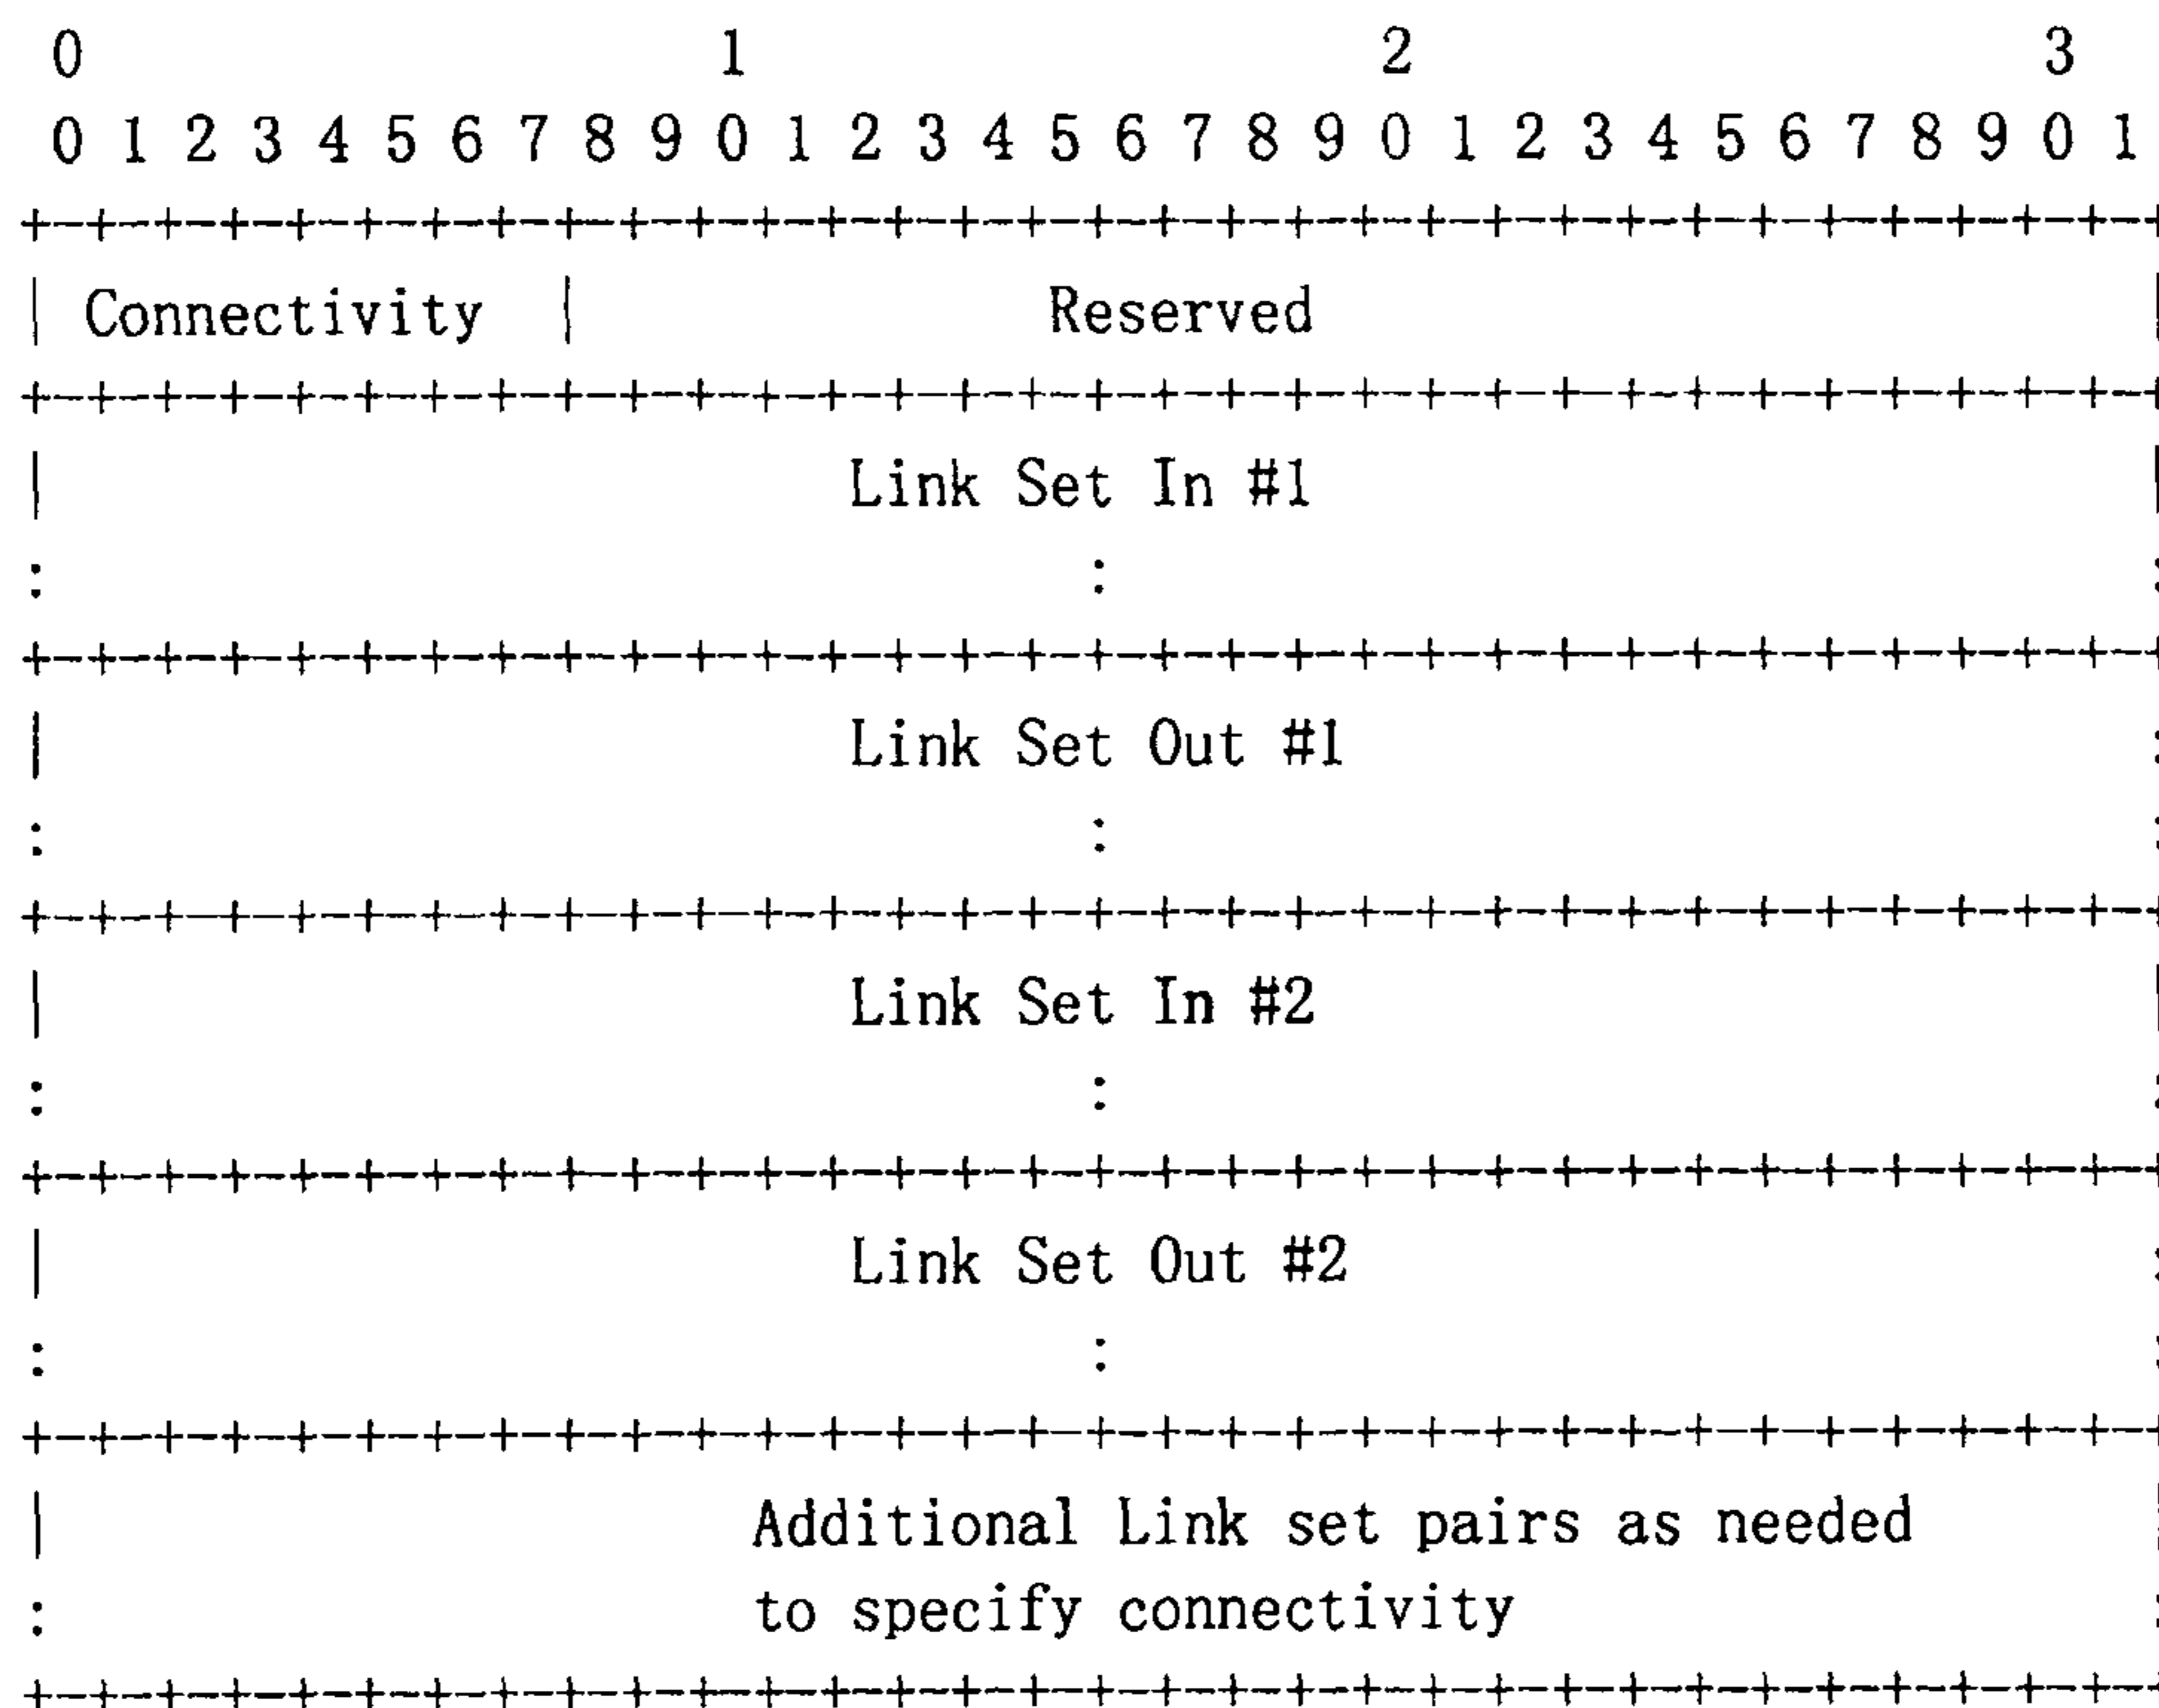 0 1 2 3
0 1 2 3 4 5 6 7 8 9 0 1 2 3 4 5 6 7 8 9 0 1 2 3 4 5 6 7 8 9 0 1
+-+-+-+-+-+-+-+-+-+-+-+-+-+-+-+-+-+-+-+-+-+-+-+-+-+-+-+-+-+-+-+-+
| Connectivity | Reserved |
+-+-+-+-+-+-+-+-+-+-+-+-+-+-+-+-+-+-+-+-+-+-+-+-+-+-+-+-+-+-+-+-+
| Link Set In #1 |
: : :
+-+-+-+-+-+-+-+-+-+-+-+-+-+-+-+-+-+-+-+-+-+-+-+-+-+-+-+-+-+-+-+-+
| Link Set Out #1 :
: : :
+-+-+-+-+-+-+-+-+-+-+-+-+-+-+-+-+-+-+-+-+-+-+-+-+-+-+-+-+-+-+-+-+
| Link Set In #2 |
: : :
+-+-+-+-+-+-+-+-+-+-+-+-+-+-+-+-+-+-+-+-+-+-+-+-+-+-+-+-+-+-+-+-+
| Link Set Out #2 :
: : :
+-+-+-+-+-+-+-+-+-+-+-+-+-+-+-+-+-+-+-+-+-+-+-+-+-+-+-+-+-+-+-+-+
| Additional Link set pairs as needed |
: to specify connectivity :
+-+-+-+-+-+-+-+-+-+-+-+-+-+-+-+-+-+-+-+-+-+-+-+-+-+-+-+-+-+-+-+-+